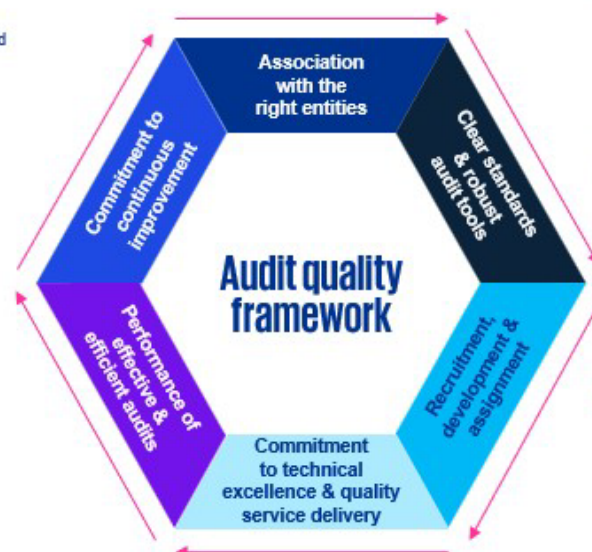 Association
with the
right entities
Clear standards
& robust
audit tools
Recruitment,
development &
assignment
Commitment
to technical
excellence & quality
service delivery
Performance of
effective &
efficient audits
Commitment to
continuous
improvement
Audit quality
framework